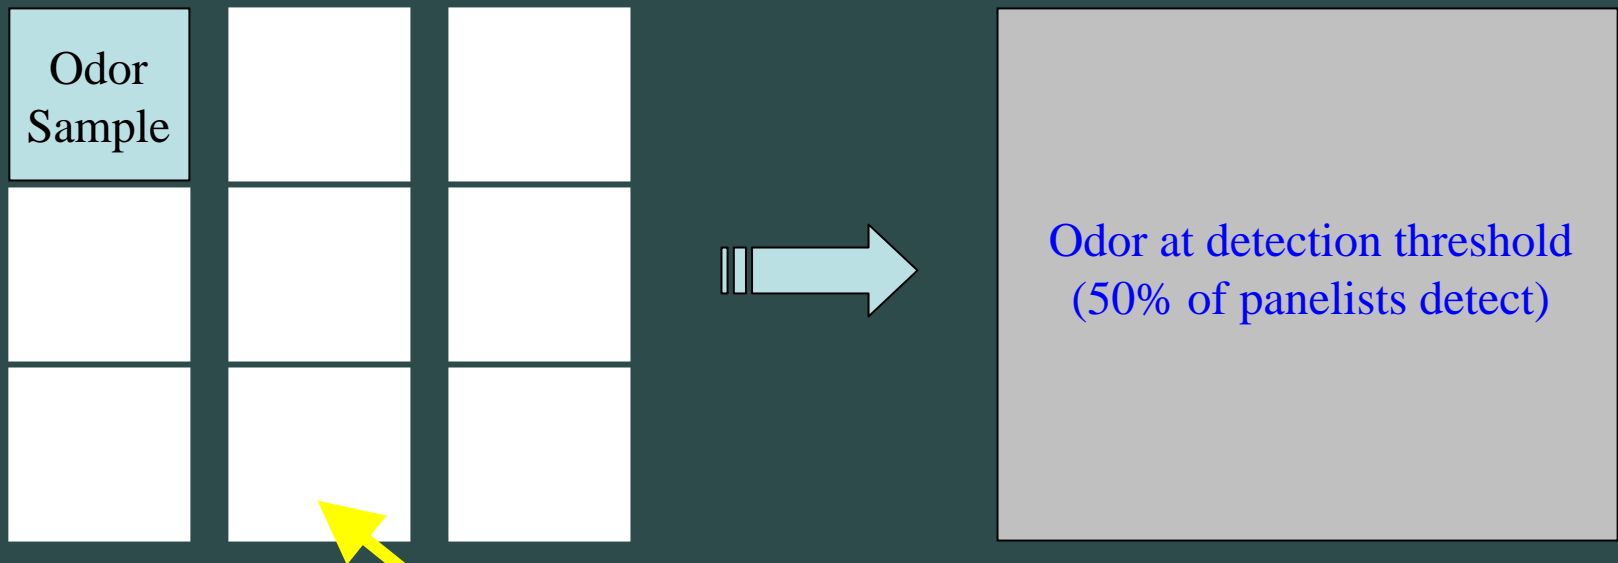 Odor
Sample
Odor at detection threshold
(50% of panelists detect)